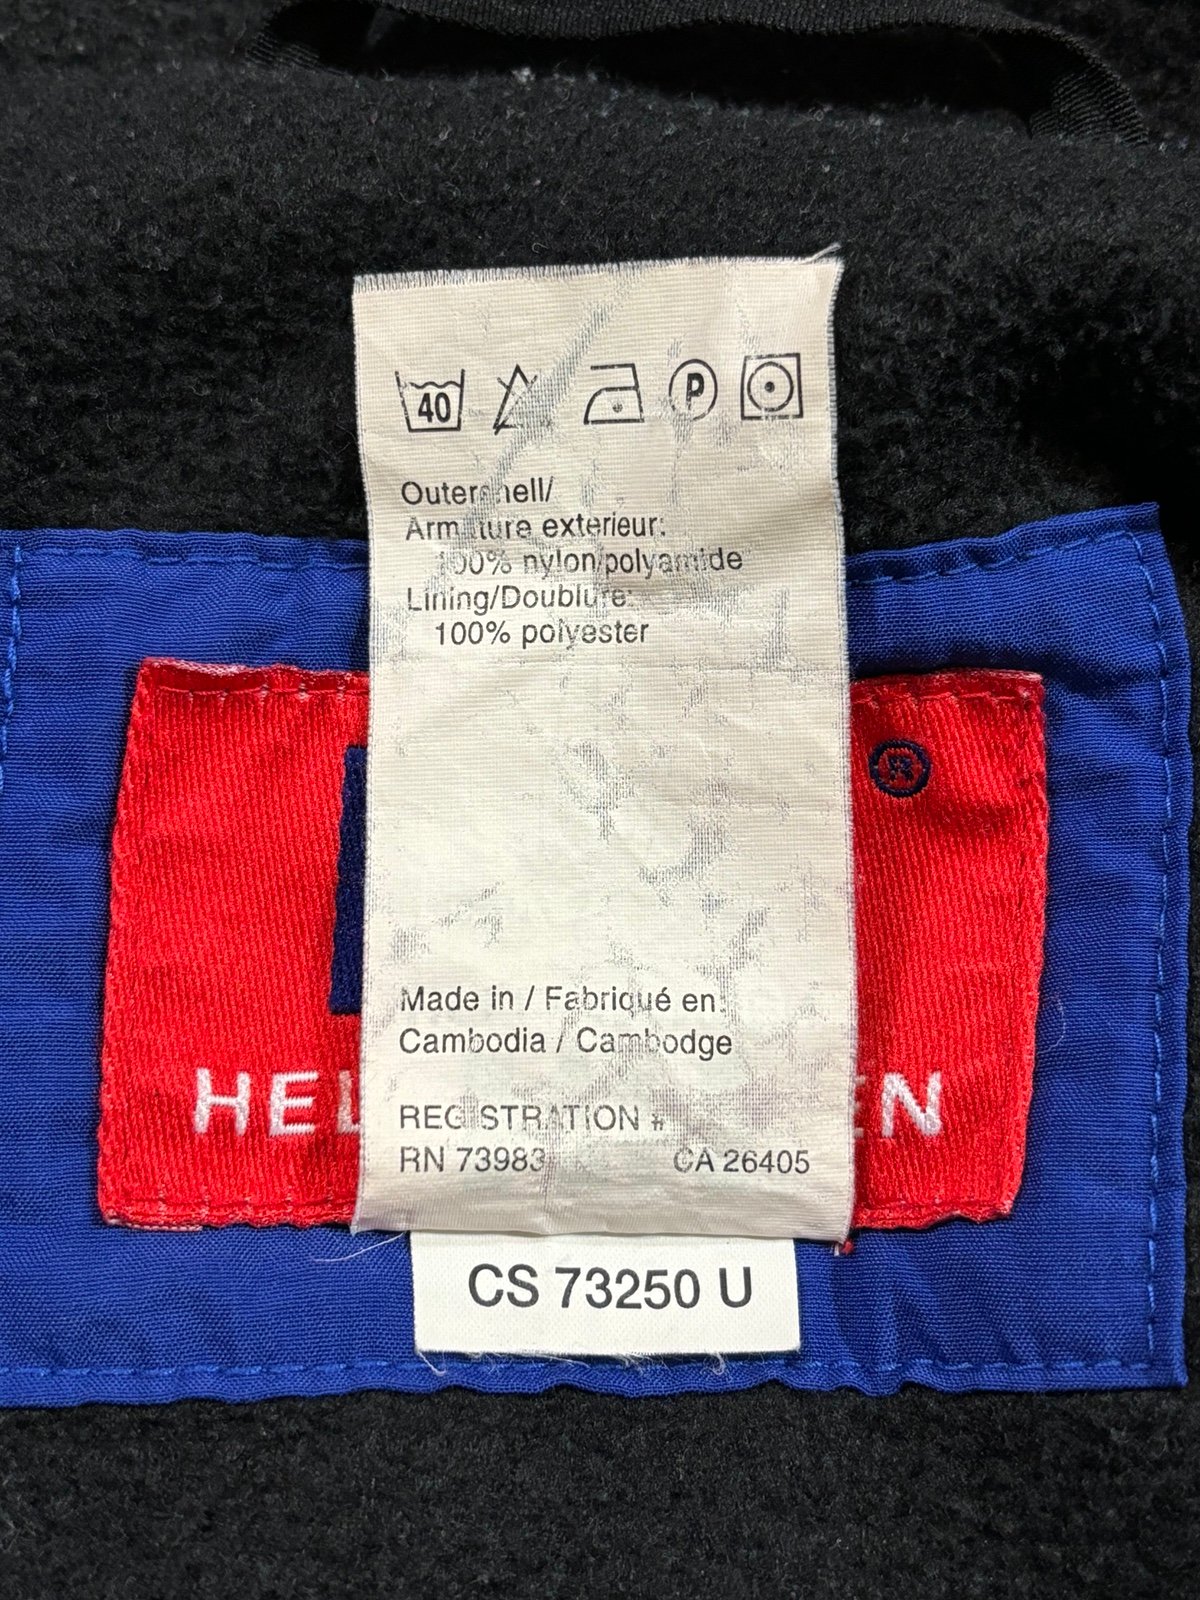 40
P
Outershell/
Armature exterieur:
100% nylon/polyamide
Lining/Doublure:
100% polyester
®
Made in / Fabriqué en:
Cambodia / Cambodge
HEL EN
REGISTRATION #
RN 73983 CA 26405
CS 73250 U